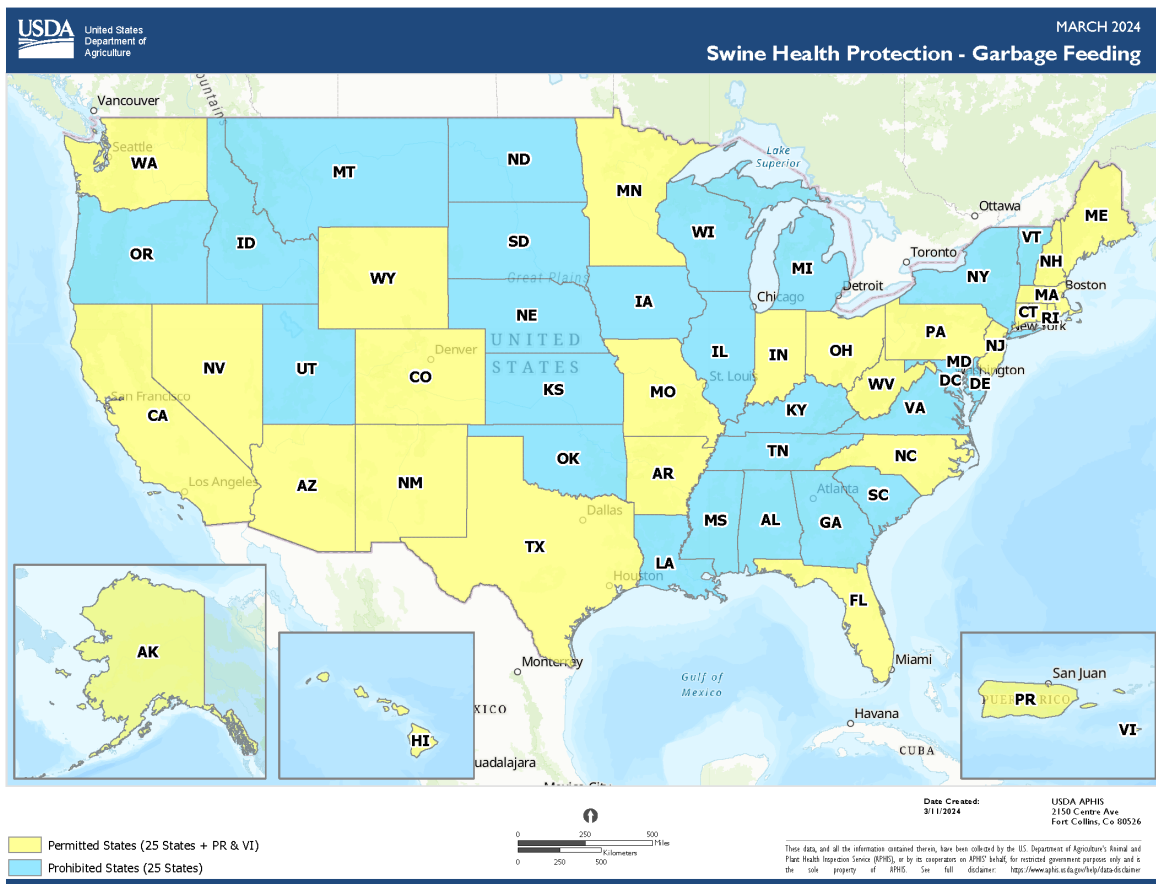 USDA
United States
Department of
Agriculture
MARCH 2024
Swine Health Protection - Garbage Feeding
Vancouver
Seattle
WA
MT
ND
MN
Lake
Superior
Ottawa
ME
OR
ID
SD
WI
MI
Toronto
VT
NH
NY
WY
Great Plains
Detroit
MA
Boston
IA
Chicago
CT
RI
New York
NE
UNITED
STATES
PA
NJ
NV
UT
Denver
CO
KS
MO
IL
St. Louis
IN
OH
WV
MD
Washington
DC
DE
San Francisco
CA
KY
VA
TN
NC
Los Angeles
AZ
NM
OK
AR
Atlanta
SC
MS
AL
GA
Dallas
TX
LA
Houston
FL
AK
HI
Monterrey
Gulf of
Mexico
Miami
San Juan
PUERTO RICO
PR
VI
XICO
Havana
CUBA
uadalajara
Mexico City
Date Created:
3/11/2024
USDA APHIS
2150 Centre Ave
Fort Collins, Co 80526
Permitted States (25 States + PR & VI)
Prohibited States (25 States)
0 250 500
Miles
Kilometers
0 250 500
These data, and all the information contained therein, have been collected by the U.S. Department of Agriculture's Animal and
Plant Health Inspection Service (APHIS), or by its cooperators on APHIS' behalf, for restricted government purposes only and is
the sole property of APHIS. See full disclaimer: https://www.aphis.usda.gov/help/data-disclaimer